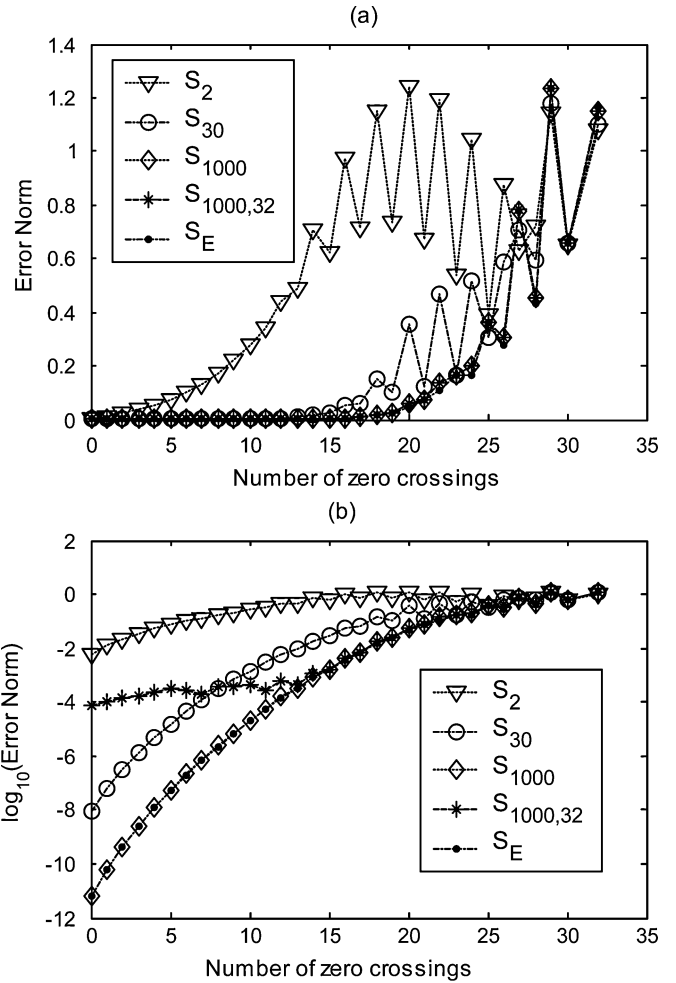 (a)
1.4
1.2
1
0.8
0.6
0.4
0.2
0
Error Norm
S2
S30
S1000
S1000,32
SE
0 5 10 15 20 25 30 35
Number of zero crossings
(b)
2
0
-2
-4
-6
-8
-10
-12
log10(Error Norm)
S2
S30
S1000
S1000,32
SE
0 5 10 15 20 25 30 35
Number of zero crossings